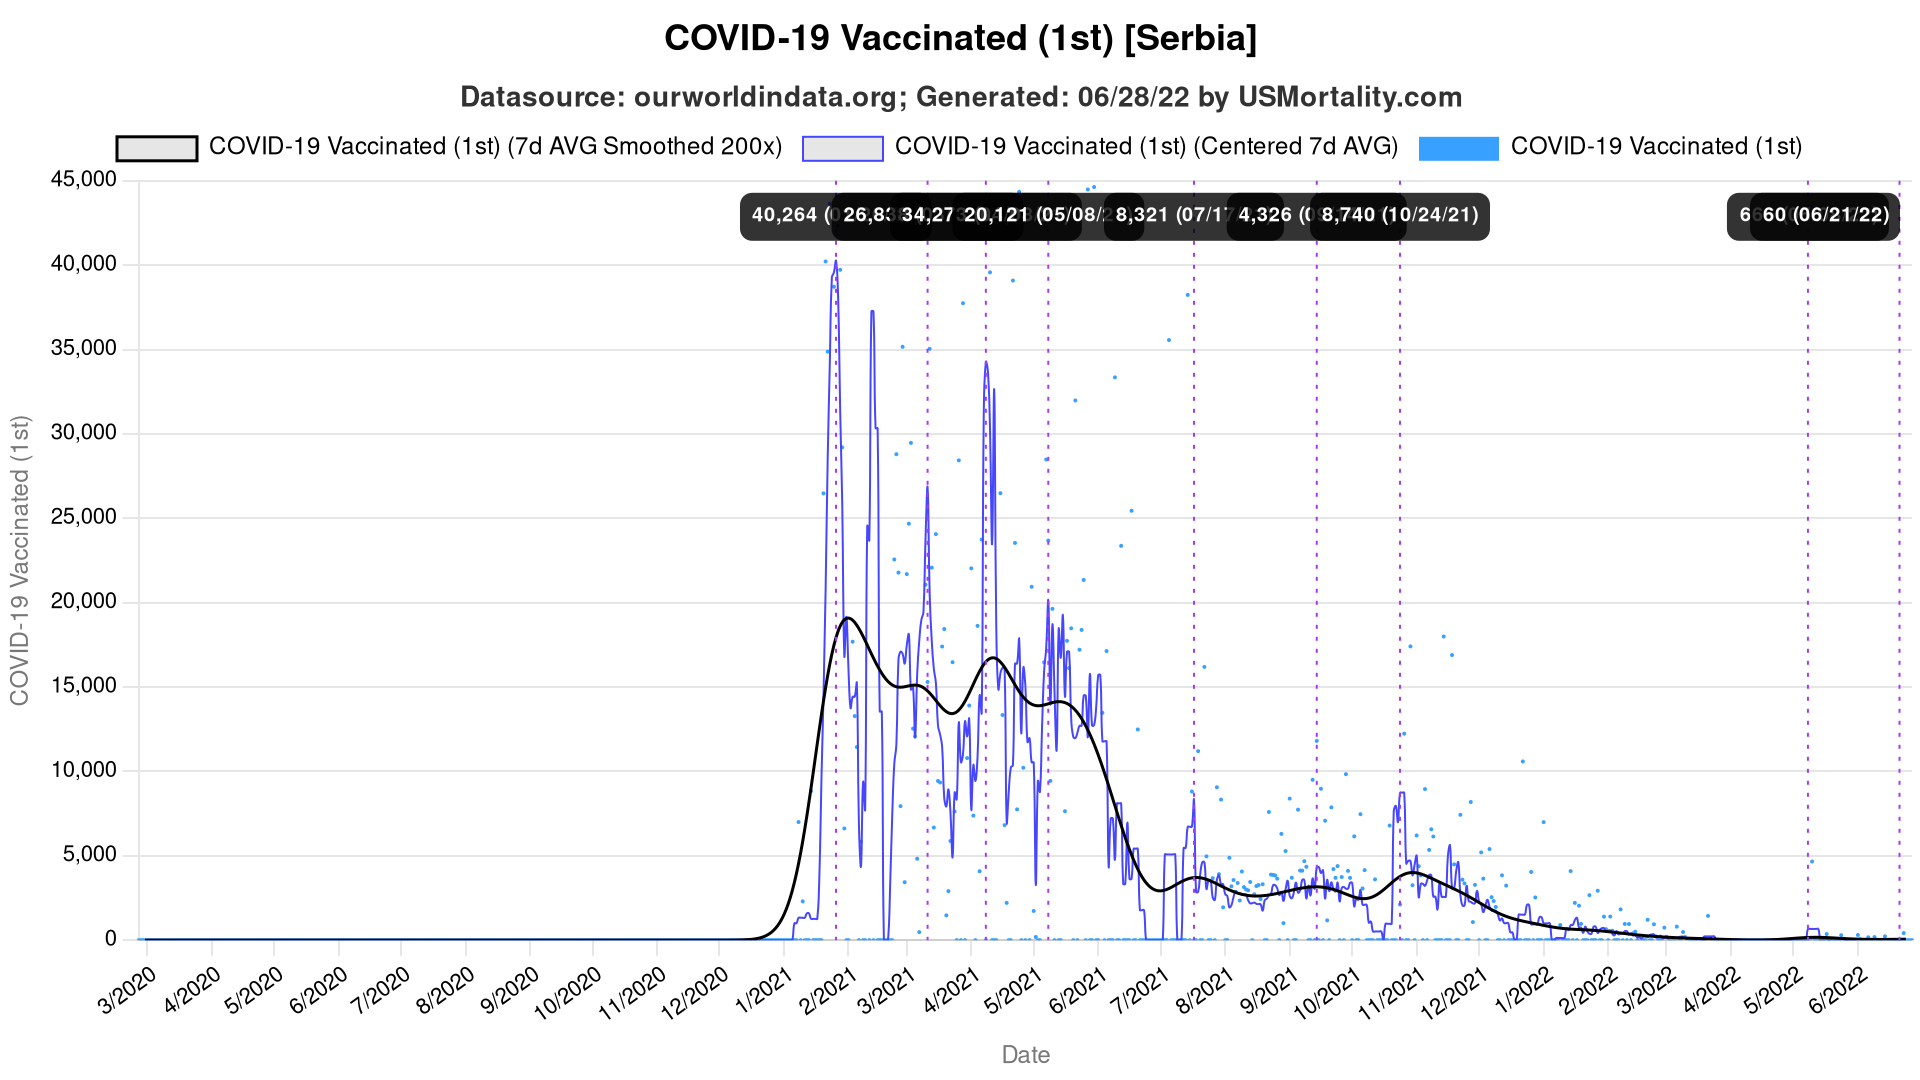 COVID-19 Vaccinated (1st) [Serbia]
Datasource: ourworldindata.org; Generated: 06/28/22 by USMortality.com
COVID-19 Vaccinated (1st) (7d AVG Smoothed 200x) COVID-19 Vaccinated (1st) (Centered 7d AVG) COVID-19 Vaccinated (1st)
45,000
40,264 26,83 34,27 20,121 (05/08/ 8,321 (07/17 4,326 8,740 (10/24/21) 60 (06/21/22)
40,000
35,000
30,000
25,000
20,000
15,000
10,000
5,000
0
COVID-19 Vaccinated (1st)
3/2020 4/2020 5/2020 6/2020 7/2020 8/2020 9/2020 10/2020 11/2020 12/2020 1/2021 2/2021 3/2021 4/2021 5/2021 6/2021 7/2021 8/2021 9/2021 10/2021 11/2021 12/2021 1/2022 2/2022 3/2022 4/2022 5/2022 6/2022
Date